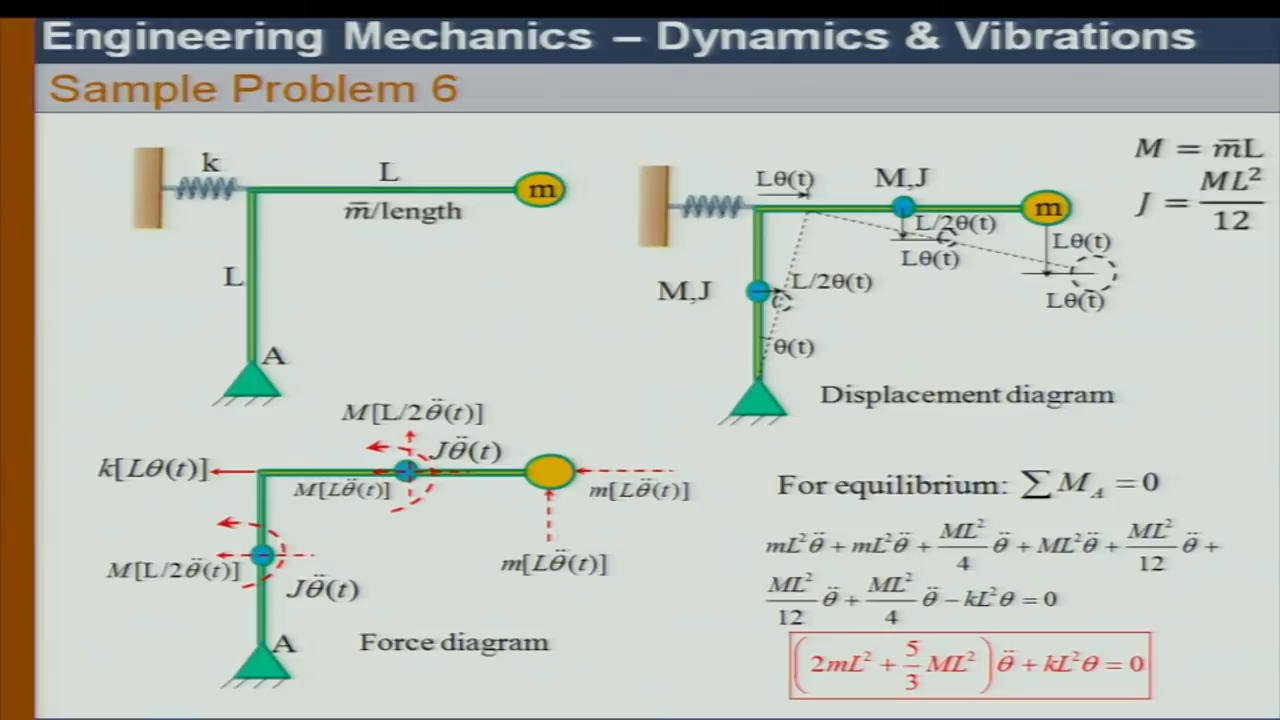 Engineering Mechanics – Dynamics & Vibrations
Sample Problem 6
k
L
m
m̅/length
L
A
Lθ(t)
M,J
m
L/2θ(t)
Lθ(t)
Lθ(t)
Lθ(t)
M,J
L/2θ(t)
θ(t)
Displacement diagram
M = m̅L
J = ML²/12
M[L/2θ̈(t)]
Jθ̈(t)
k[Lθ(t)]
M[Lθ̈(t)]
m[Lθ̈(t)]
M[L/2θ̈(t)]
Jθ̈(t)
m[Lθ̈(t)]
A
Force diagram
For equilibrium: ∑M_A = 0
mL²θ̈ + mL²θ̈ + ML²/4 θ̈ + ML²θ̈ + ML²/12 θ̈ +
ML²/12 θ̈ + ML²/4 θ̈ − kL²θ = 0
(2mL² + 5/3 ML²)θ̈ + kL²θ = 0